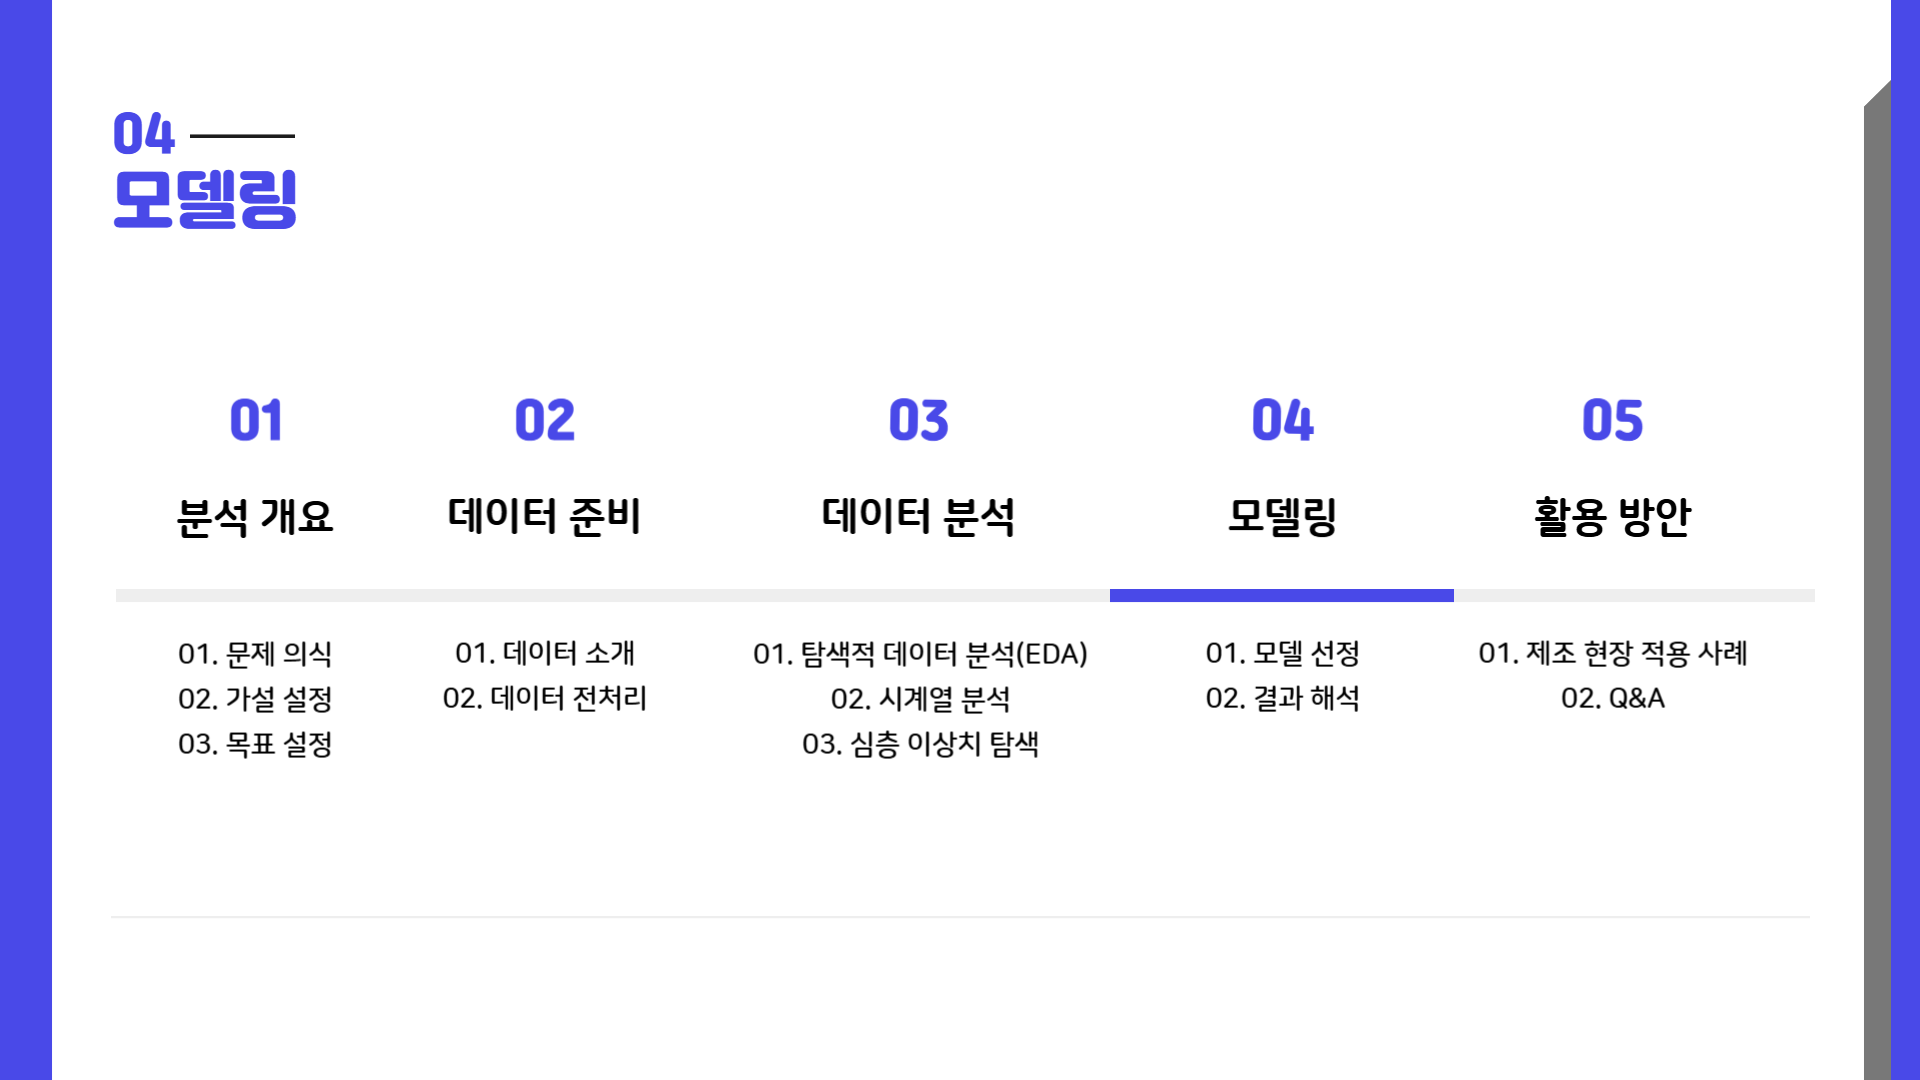 04
모델링
01
분석 개요
01. 문제 의식
02. 가설 설정
03. 목표 설정
02
데이터 준비
01. 데이터 소개
02. 데이터 전처리
03
데이터 분석
01. 탐색적 데이터 분석(EDA)
02. 시계열 분석
03. 심층 이상치 탐색
04
모델링
01. 모델 선정
02. 결과 해석
05
활용 방안
01. 제조 현장 적용 사례
02. Q&A